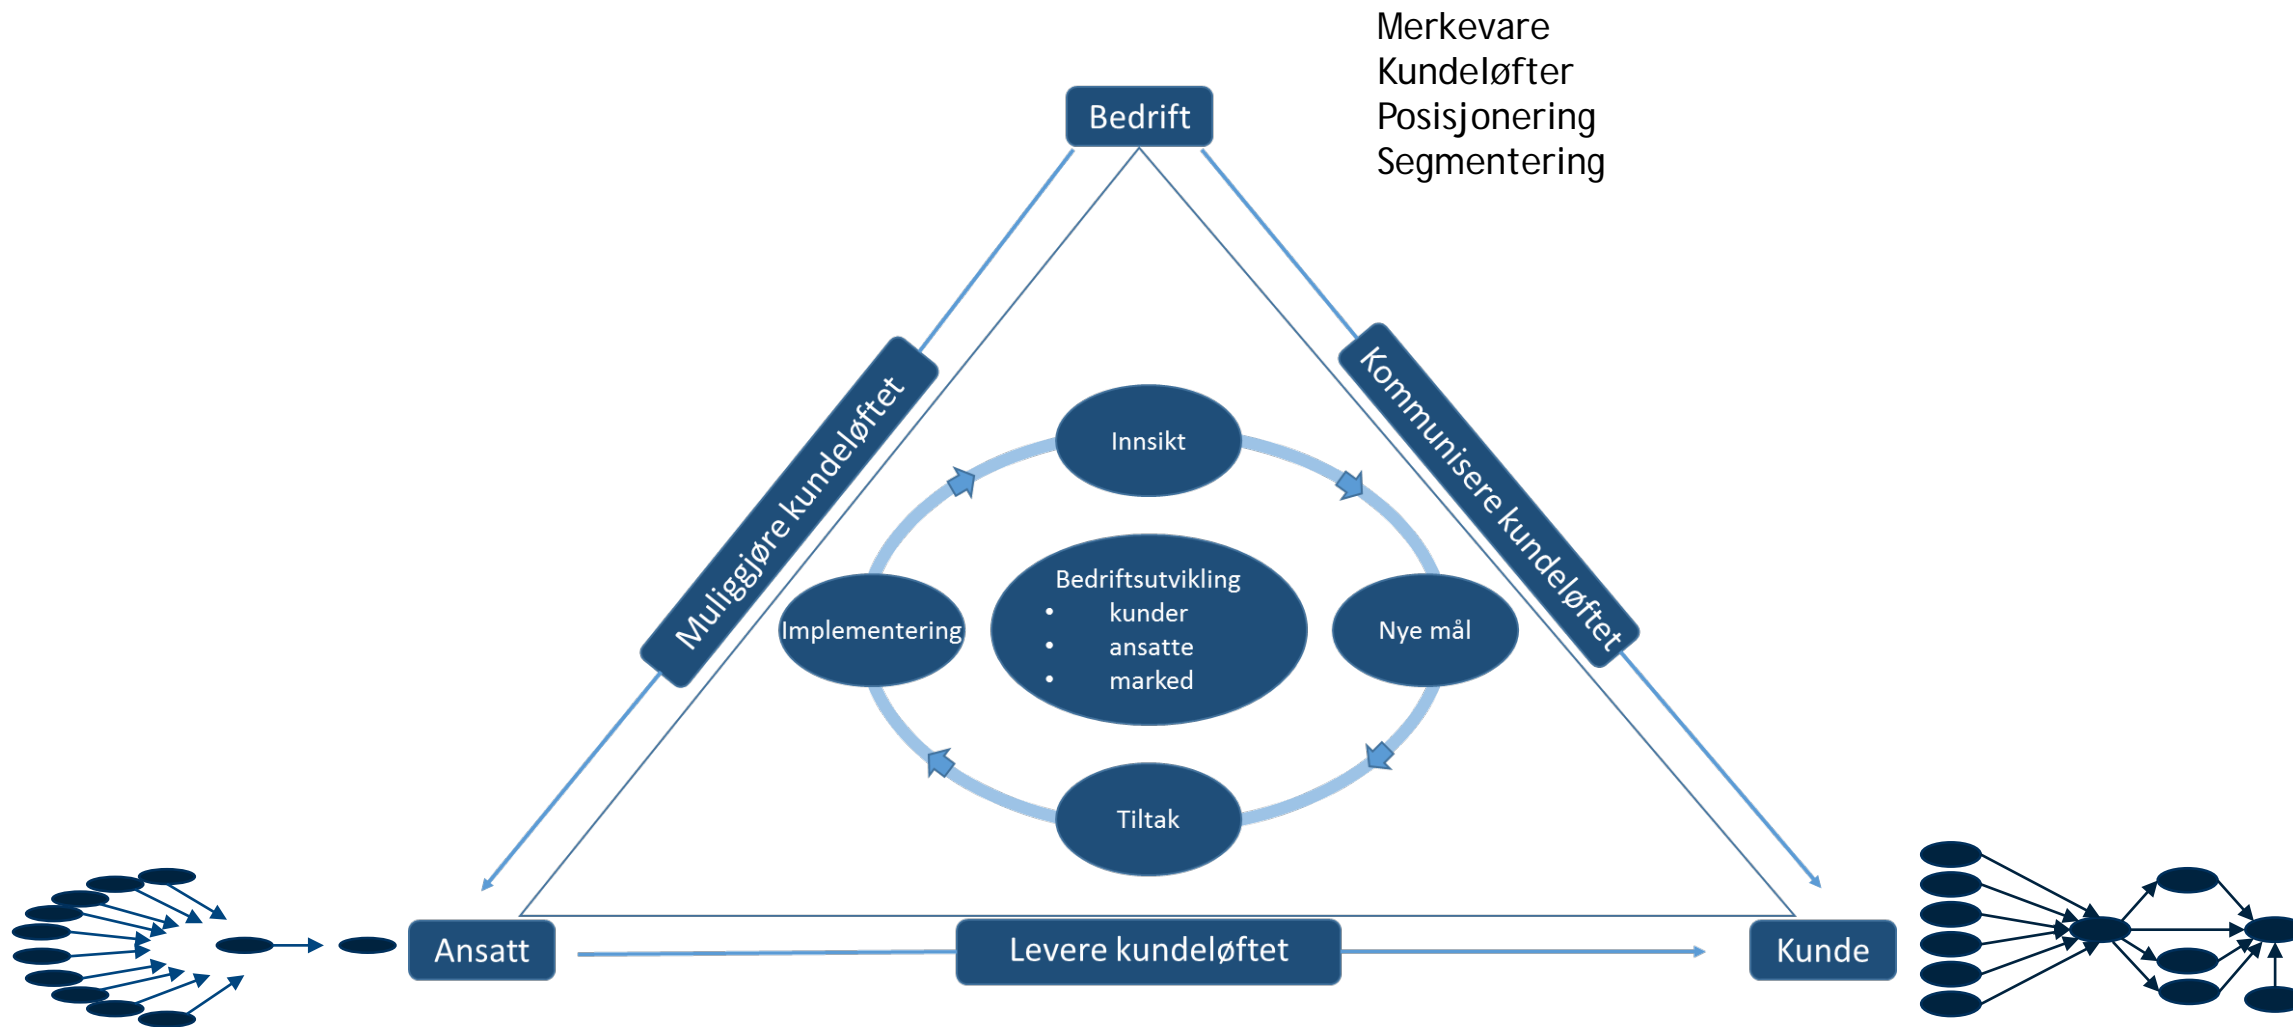 Merkevare
Kundeløfter
Posisjonering
Segmentering
Bedrift
Muliggjøre kundeløftet
Kommunisere kundeløftet
Innsikt
Bedriftsutvikling
• kunder
• ansatte
• marked
Implementering
Nye mål
Tiltak
Ansatt
Levere kundeløftet
Kunde